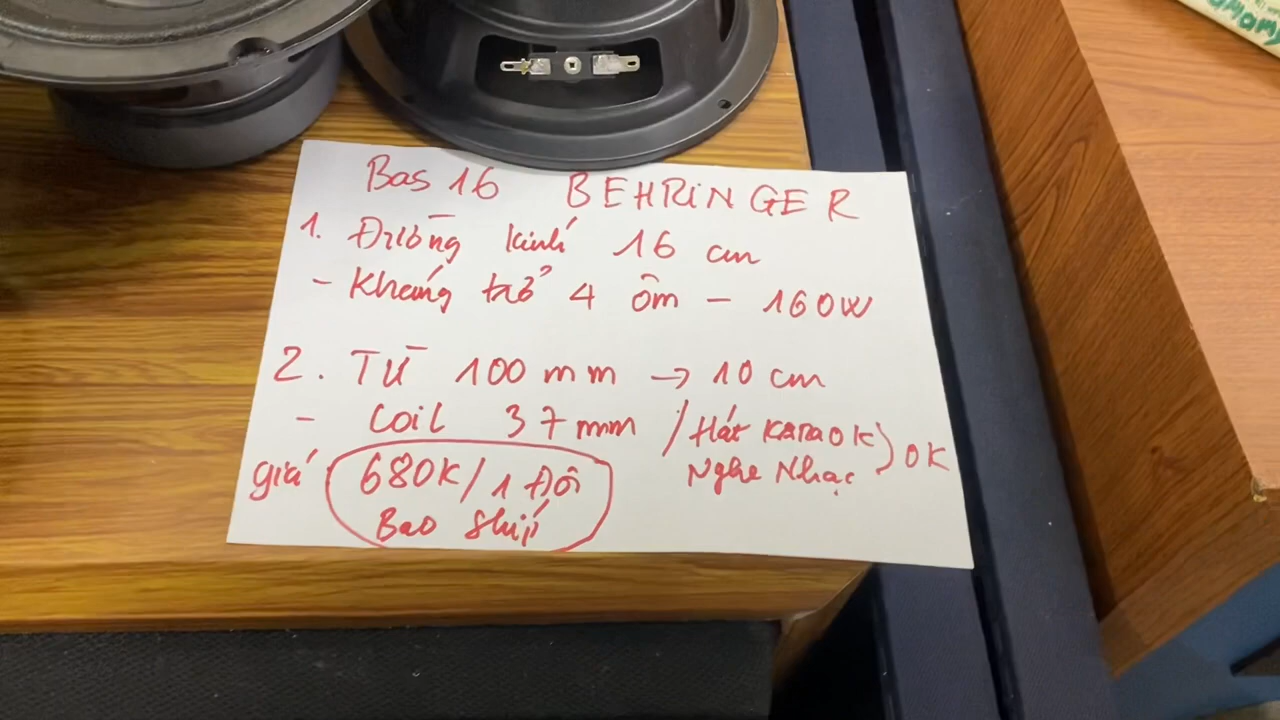 Bas 16 BEHRINGER
1. Đường kính 16 cm
- Kháng trở 4 ôm - 160W
2. Từ 100 mm → 10 cm
- Coil 37 mm / Hát KARAOK
Nghe Nhạc } OK
giá 680K/1 Đôi
Bao Ship